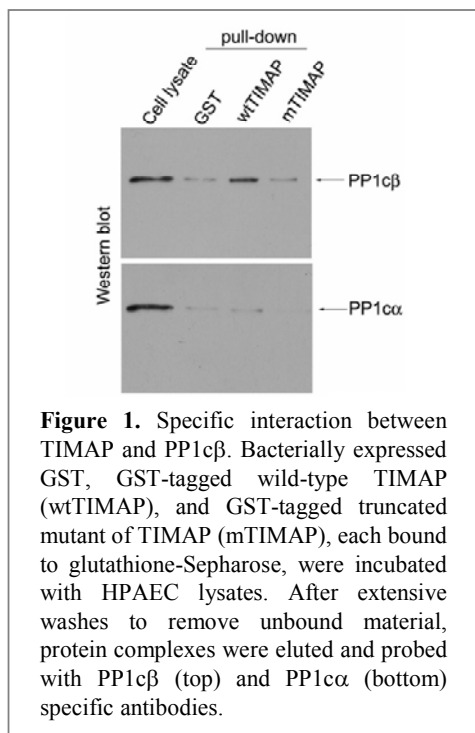 pull-down
Cell lysate
GST
wtTIMAP
mTIMAP
Western blot
PP1cβ
PP1cα
Figure 1. Specific interaction between
TIMAP and PP1cβ. Bacterially expressed
GST, GST-tagged wild-type TIMAP
(wtTIMAP), and GST-tagged truncated
mutant of TIMAP (mTIMAP), each bound
to glutathione-Sepharose, were incubated
with HPAEC lysates. After extensive
washes to remove unbound material,
protein complexes were eluted and probed
with PP1cβ (top) and PP1cα (bottom)
specific antibodies.